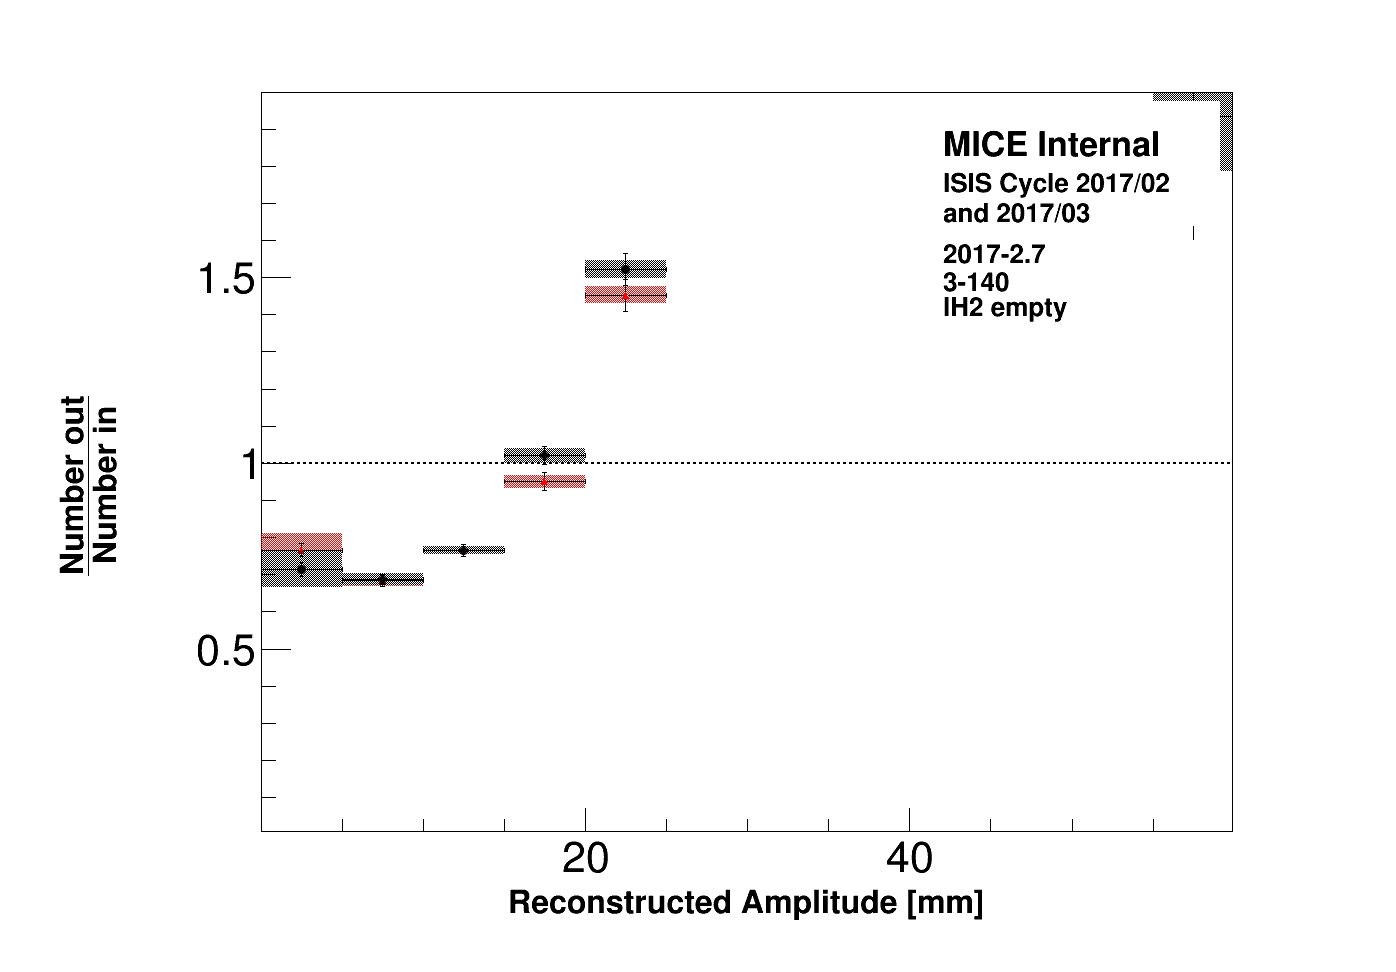 MICE Internal
ISIS Cycle 2017/02
and 2017/03
2017-2.7
3-140
IH2 empty
1.5
1
0.5
Number out
Number in
20
40
Reconstructed Amplitude [mm]